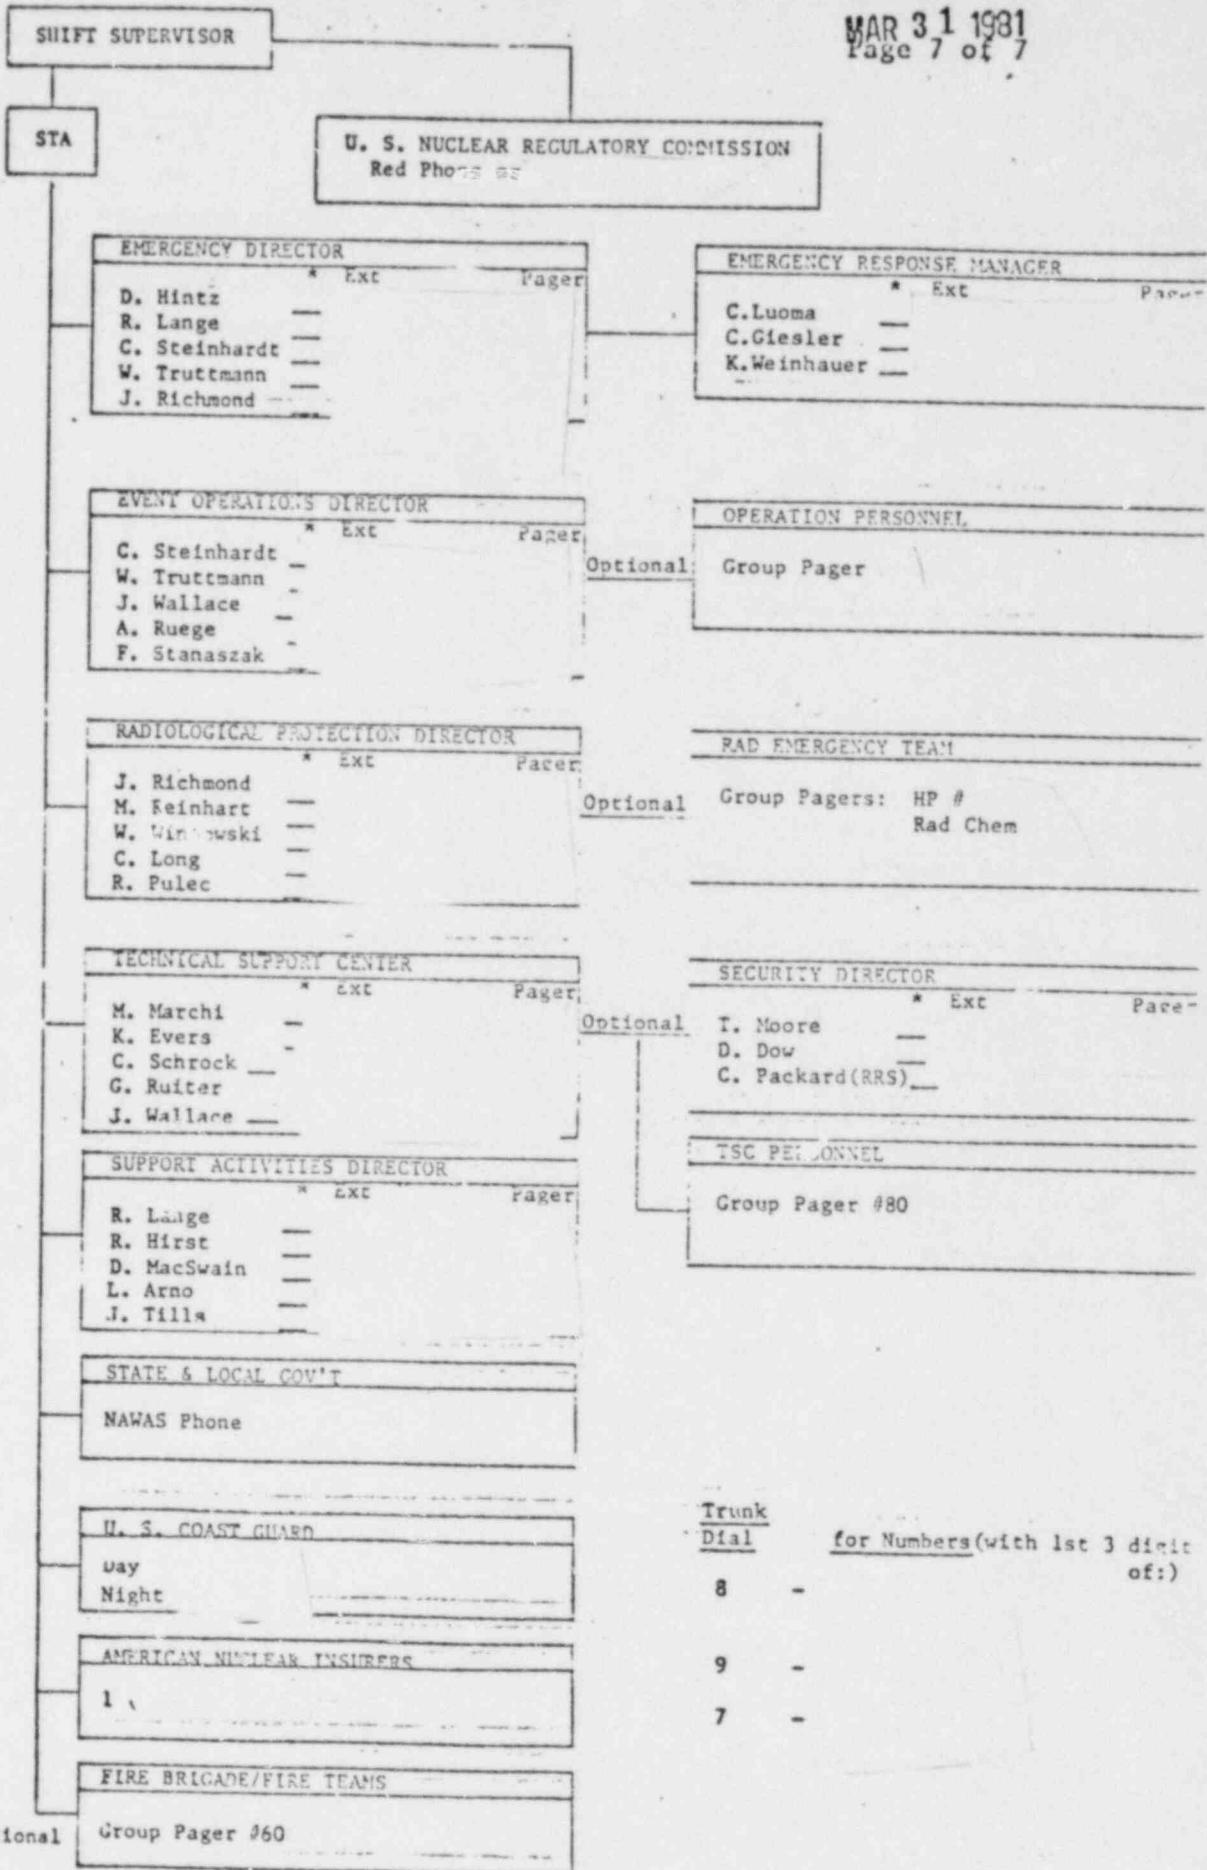 MAR 31 1981
Page 7 of 7
SHIFT SUPERVISOR
STA
U. S. NUCLEAR REGULATORY COMMISSION
Red Phone
EMERGENCY DIRECTOR
* Ext Pager
D. Hintz
R. Lange
C. Steinhardt
W. Truttmann
J. Richmond
EMERGENCY RESPONSE MANAGER
* Ext Pager
C.Luoma
C.Giesler
K.Weinhauer
EVENT OPERATIONS DIRECTOR
* Ext Pager
C. Steinhardt
W. Truttmann
J. Wallace
A. Ruege
F. Stanaszak
Optional
OPERATION PERSONNEL
Group Pager
RADIOLOGICAL PROTECTION DIRECTOR
* Ext Pager
J. Richmond
M. Reinhart
W.
C. Long
R. Pulec
Optional
RAD EMERGENCY TEAM
Group Pagers: HP #
Rad Chem
TECHNICAL SUPPORT CENTER
* Ext Pager
M. Marchi
K. Evers
C. Schrock
G. Ruiter
J. Wallace
Optional
SECURITY DIRECTOR
* Ext Pager
T. Moore
D. Dow
C. Packard(RRS)
TSC PERSONNEL
Group Pager #80
SUPPORT ACTIVITIES DIRECTOR
* Ext Pager
R. Lange
R. Hirst
D. MacSwain
L. Arno
J. Tills
STATE & LOCAL GOV'T
NAWAS Phone
U. S. COAST GUARD
Day
Night
AMERICAN NUCLEAR INSURERS
1
FIRE BRIGADE/FIRE TEAMS
Group Pager #60
ional
Trunk
Dial for Numbers(with 1st 3 digit
of:)
8 -
9 -
7 -